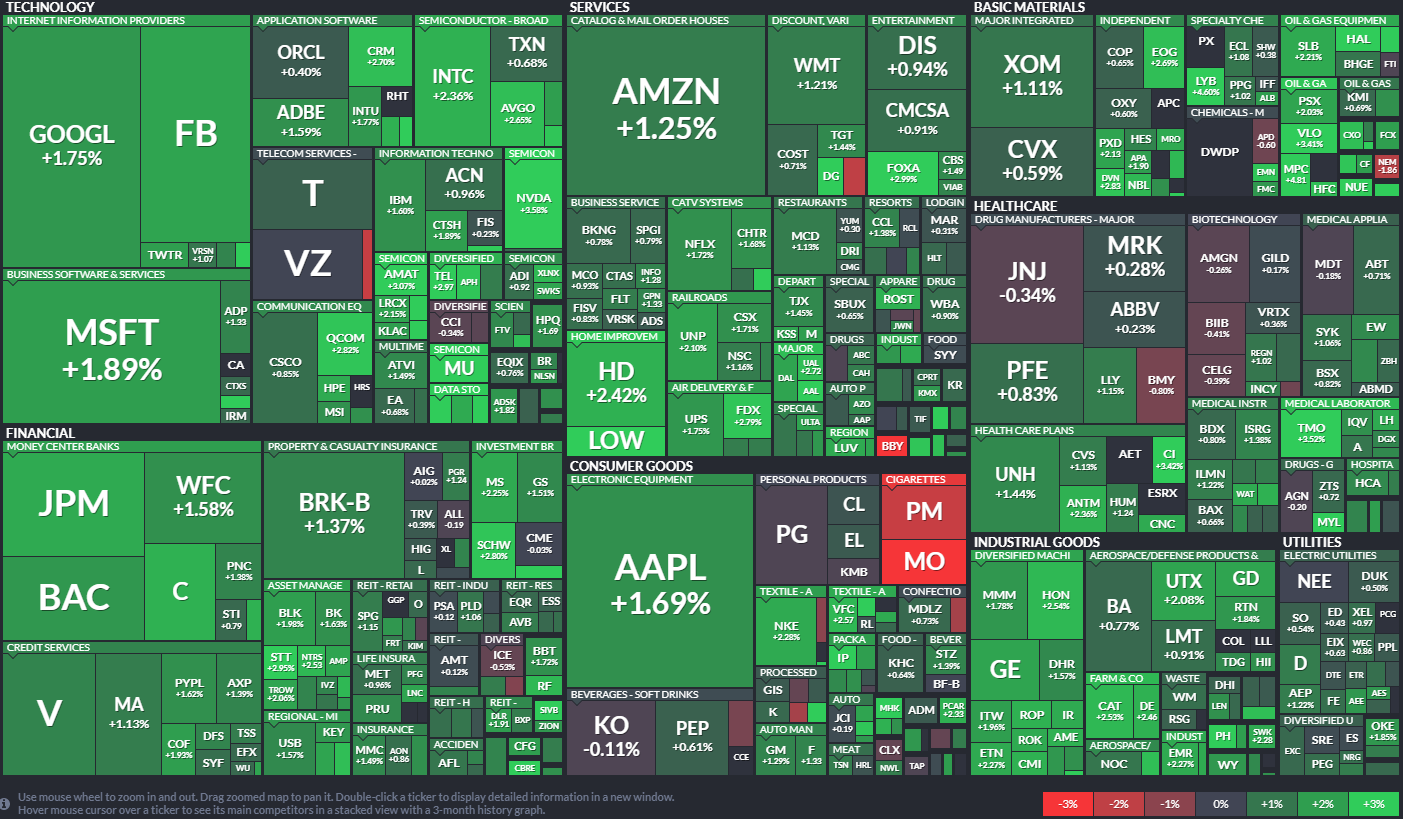 TECHNOLOGY
INTERNET INFORMATION PROVIDERS
GOOGL
+1.75%
FB
TWTR
VRSN
+1.07
BUSINESS SOFTWARE & SERVICES
MSFT
+1.89%
ADP
+1.33
CA
CTXS
IRM
APPLICATION SOFTWARE
ORCL
+0.40%
CRM
+2.70%
ADBE
+1.59%
INTU
+1.77%
RHT
SEMICONDUCTOR - BROAD
INTC
+2.36%
TXN
+0.68%
AVGO
+2.65%
TELECOM SERVICES -
T
VZ
INFORMATION TECHNO
IBM
+1.60%
ACN
+0.96%
CTSH
+1.89%
FIS
+0.23%
SEMICON
NVDA
+3.58%
SEMICON
AMAT
+3.07%
LRCX
+2.15%
KLAC
DIVERSIFIED
TEL
+2.97
APH
SEMICON
ADI
+0.92
XLNX
SWKS
COMMUNICATION EQ
CSCO
+0.85%
QCOM
+2.82%
HPE
HRS
MSI
MULTIME
ATVI
+1.49%
EA
+0.68%
DIVERSIFIE
CCI
-0.34%
SCIEN
FTV
HPQ
+1.69
SEMICON
MU
DATA STO
EQIX
+0.76%
BR
NLSN
ADSK
+1.82
FINANCIAL
MONEY CENTER BANKS
JPM
WFC
+1.58%
BAC
C
PNC
+1.38%
STI
+0.79
CREDIT SERVICES
V
MA
+1.13%
PYPL
+1.62%
AXP
+1.39%
COF
+1.93%
DFS
SYF
TSS
EFX
WU
PROPERTY & CASUALTY INSURANCE
BRK-B
+1.37%
AIG
+0.02%
PGR
+1.24
TRV
+0.39%
ALL
-0.19
HIG
XL
L
INVESTMENT BR
MS
+2.25%
GS
+1.51%
SCHW
+2.80%
CME
-0.03%
ASSET MANAGE
BLK
+1.98%
BK
+1.63%
STT
+2.95%
NTRS
+2.53
AMP
TROW
+2.06%
IVZ
REGIONAL - MI
USB
+1.57%
KEY
REIT - RETAI
SPG
+1.15
GGP
O
FRT
KIM
LIFE INSURA
MET
+0.96%
PFG
LNC
PRU
INSURANCE
MMC
+1.49%
AON
+0.86
REIT - INDU
PSA
+0.12
PLD
+1.06
REIT - RES
EQR
ESS
AVB
REIT -
AMT
+0.12%
DIVERS
ICE
-0.53%
BBT
+1.72%
RF
REIT - H
REIT -
DLR
+1.91
BXP
SIVB
ZION
ACCIDEN
AFL
CFG
CBRE
SERVICES
CATALOG & MAIL ORDER HOUSES
AMZN
+1.25%
DISCOUNT, VARI
WMT
+1.21%
COST
+0.71%
TGT
+1.44%
DG
ENTERTAINMENT
DIS
+0.94%
CMCSA
+0.91%
FOXA
+2.99%
CBS
+1.49
VIAB
BUSINESS SERVICE
BKNG
+0.78%
SPGI
+0.79%
MCO
+0.93%
CTAS
INFO
+1.28
FISV
+0.83%
FLT
GPN
+1.33
VRSK
ADS
CATV SYSTEMS
NFLX
+1.72%
CHTR
+1.68%
RESTAURANTS
MCD
+1.13%
YUM
+0.30
DRI
CMG
RESORTS
CCL
+1.38%
RCL
LODGIN
MAR
+0.31%
HLT
HOME IMPROVEM
HD
+2.42%
LOW
RAILROADS
UNP
+2.10%
CSX
+1.71%
NSC
+1.16%
AIR DELIVERY & F
UPS
+1.75%
FDX
+2.79%
DEPART
TJX
+1.45%
KSS
M
SPECIAL
SBUX
+0.65%
APPARE
ROST
JWN
DRUG
WBA
+0.90%
MAJOR
DAL
UAL
+2.72
AAL
DRUGS
ABC
CAH
INDUST
FOOD
SYY
SPECIAL
ULTA
AUTO P
AZO
AAP
CPRT
KMX
KR
REGION
LUV
TIF
BBY
CONSUMER GOODS
ELECTRONIC EQUIPMENT
AAPL
+1.69%
PERSONAL PRODUCTS
PG
CL
EL
KMB
CIGARETTES
PM
MO
BEVERAGES - SOFT DRINKS
KO
-0.11%
PEP
+0.61%
CCE
TEXTILE - A
NKE
+2.28%
TEXTILE - A
VFC
+2.57
RL
CONFECTIO
MDLZ
+0.73%
PROCESSED
GIS
K
PACKA
IP
FOOD -
KHC
+0.64%
BEVER
STZ
+1.39%
BF-B
AUTO MAN
GM
+1.29%
F
+1.33
AUTO
JCI
+0.19
MHK
ADM
PCAR
+2.33
MEAT
TSN
HRL
CLX
NWL
TAP
BASIC MATERIALS
MAJOR INTEGRATED
XOM
+1.11%
CVX
+0.59%
INDEPENDENT
COP
+0.65%
EOG
+2.69%
OXY
+0.60%
APC
PXD
+2.13
HES
MRO
DVN
+2.83
APA
+1.90
NBL
SPECIALTY CHE
PX
ECL
+1.08
SHW
+0.38
LYB
+4.60%
PPG
+1.02
IFF
ALB
CHEMICALS - M
DWDP
APD
-0.60
EMN
FMC
OIL & GAS EQUIPMEN
SLB
+2.21%
HAL
BHGE
FTI
OIL & GA
PSX
+2.03%
VLO
+3.41%
MPC
+4.81
HFC
OIL & GAS
KMI
+0.69%
CXO
FCX
CF
NEM
-1.86
NUE
HEALTHCARE
DRUG MANUFACTURERS - MAJOR
JNJ
-0.34%
MRK
+0.28%
ABBV
+0.23%
PFE
+0.83%
LLY
+1.15%
BMY
-0.80%
BIOTECHNOLOGY
AMGN
-0.26%
GILD
+0.17%
BIIB
-0.41%
VRTX
+0.36%
CELG
-0.39%
REGN
+1.02
INCY
MEDICAL APPLIA
MDT
-0.18%
ABT
+0.71%
SYK
+1.06%
EW
BSX
+0.82%
ZBH
ABMD
HEALTH CARE PLANS
UNH
+1.44%
CVS
+1.13%
AET
CI
+3.42%
ANTM
+2.36%
HUM
+1.24
ESRX
CNC
MEDICAL INSTR
BDX
+0.80%
ISRG
+1.38%
ILMN
+1.22%
WAT
BAX
+0.66%
MEDICAL LABORATOR
TMO
+3.52%
IQV
LH
A
DGX
DRUGS - G
AGN
-0.20
ZTS
+0.72
MYL
HOSPITA
HCA
INDUSTRIAL GOODS
DIVERSIFIED MACHI
MMM
+1.78%
HON
+2.54%
GE
DHR
+1.57%
ITW
+1.96%
ROP
IR
ROK
AME
ETN
+2.27%
CMI
AEROSPACE/DEFENSE PRODUCTS &
BA
+0.77%
UTX
+2.08%
GD
RTN
+1.84%
LMT
+0.91%
COL
LLL
TDG
HII
FARM & CO
CAT
+2.53%
DE
+2.46
AEROSPACE/
NOC
WASTE
WM
RSG
DHI
LEN
INDUST
EMR
+2.27%
PH
SWK
+2.28
WY
UTILITIES
ELECTRIC UTILITIES
NEE
DUK
+0.50%
SO
+0.54%
ED
+0.43
XEL
+0.97
PCG
EIX
+0.63
WEC
+0.86
PPL
D
DTE
ETR
AEP
+1.22%
FE
AEE
AES
DIVERSIFIED U
EXC
SRE
ES
PEG
NRG
OKE
+1.85%
Use mouse wheel to zoom in and out. Drag zoomed map to pan it. Double-click a ticker to display detailed information in a new window.
Hover mouse cursor over a ticker to see its main competitors in a stacked view with a 3-month history graph.
-3%
-2%
-1%
0%
+1%
+2%
+3%